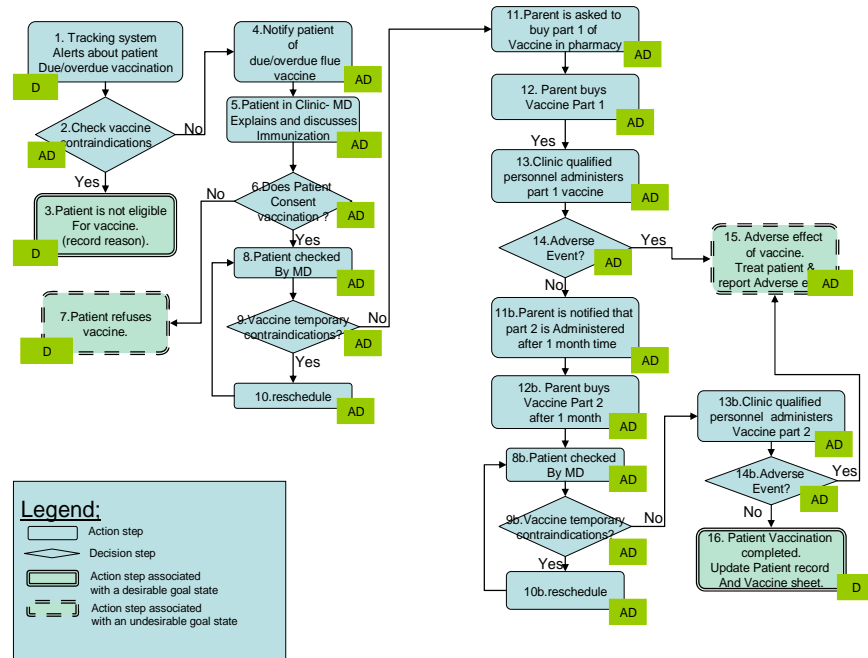 1. Tracking system
Alerts about patient
Due/overdue vaccination
D
2.Check vaccine
contraindications
AD
No
Yes
3.Patient is not eligible
For vaccine.
(record reason).
D
4.Notify patient
of
due/overdue flue
vaccine
AD
5.Patient in Clinic- MD
Explains and discusses
Immunization
AD
6.Does Patient
Consent
vaccination ?
AD
No
Yes
7.Patient refuses
vaccine.
D
8.Patient checked
By MD
AD
9.Vaccine temporary
contraindications?
AD
No
Yes
10.reschedule
AD
11.Parent is asked to
buy part 1 of
Vaccine in pharmacy
AD
12. Parent buys
Vaccine Part 1
AD
Yes
13.Clinic qualified
personnel administers
part 1 vaccine
AD
14.Adverse
Event?
AD
Yes
No
15. Adverse effect
of vaccine.
Treat patient &
report Adverse e
AD
11b.Parent is notified that
part 2 is Administered
after 1 month time
AD
12b. Parent buys
Vaccine Part 2
after 1 month
AD
8b.Patient checked
By MD
AD
9b.Vaccine temporary
contraindications?
AD
No
Yes
10b.reschedule
AD
13b.Clinic qualified
personnel administers
Vaccine part 2
AD
14b.Adverse
Event?
AD
Yes
No
16. Patient Vaccination
completed.
Update Patient record
And Vaccine sheet.
D
Legend:
Action step
Decision step
Action step associated
with a desirable goal state
Action step associated
with an undesirable goal state